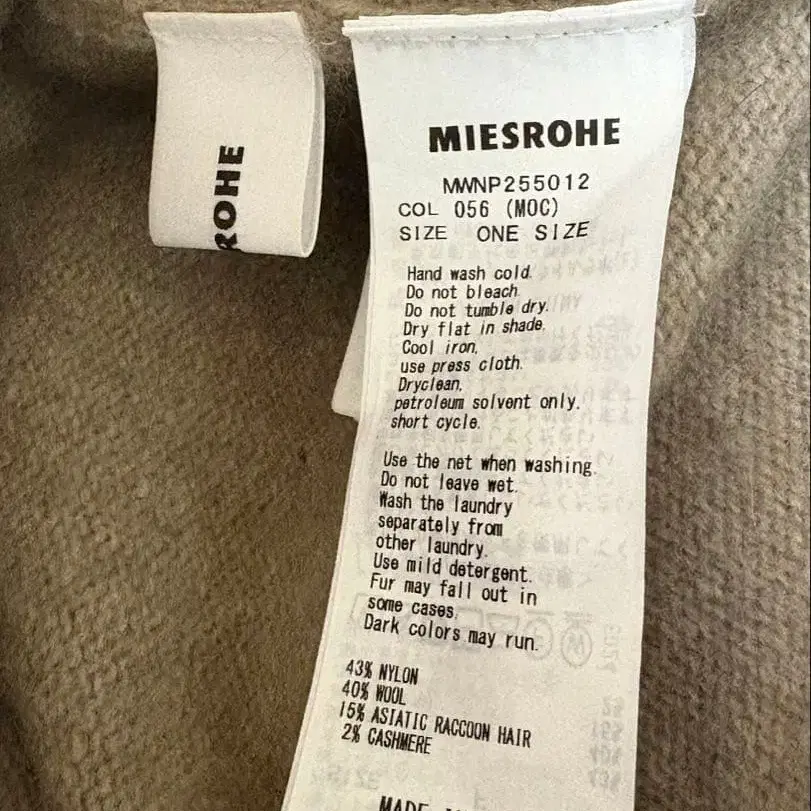 ROHE
MIESROHE
MWNP255012
COL 056 (MOC)
SIZE ONE SIZE
Hand wash cold.
Do not bleach.
Do not tumble dry.
Dry flat in shade.
Cool iron,
use press cloth.
Dryclean,
petroleum solvent only.
short cycle.
Use the net when washing.
Do not leave wet.
Wash the laundry
separately from
other laundry.
Use mild detergent.
Fur may fall out in
some cases.
Dark colors may run.
43% NYLON
40% WOOL
15% ASIATIC RACCOON HAIR
2% CASHMERE
MADE